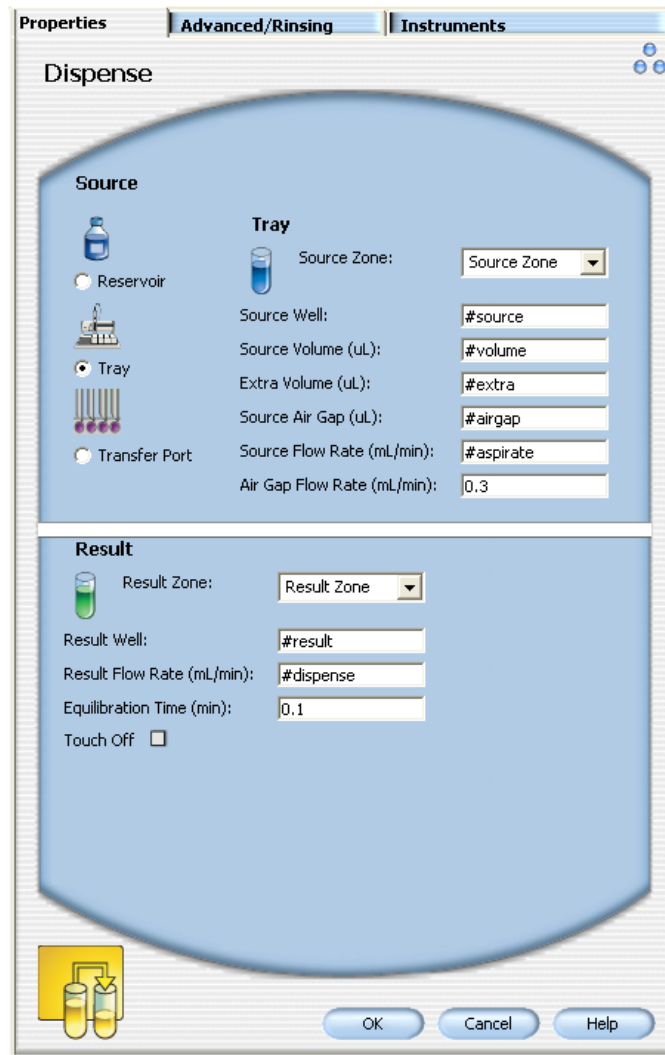 Properties Advanced/Rinsing Instruments
Dispense
Source
Tray
Source Zone: Source Zone
Reservoir
Source Well: #source
Source Volume (uL): #volume
Tray
Extra Volume (uL): #extra
Source Air Gap (uL): #airgap
Transfer Port
Source Flow Rate (mL/min): #aspirate
Air Gap Flow Rate (mL/min): 0.3
Result
Result Zone: Result Zone
Result Well: #result
Result Flow Rate (mL/min): #dispense
Equilibration Time (min): 0.1
Touch Off
OK Cancel Help